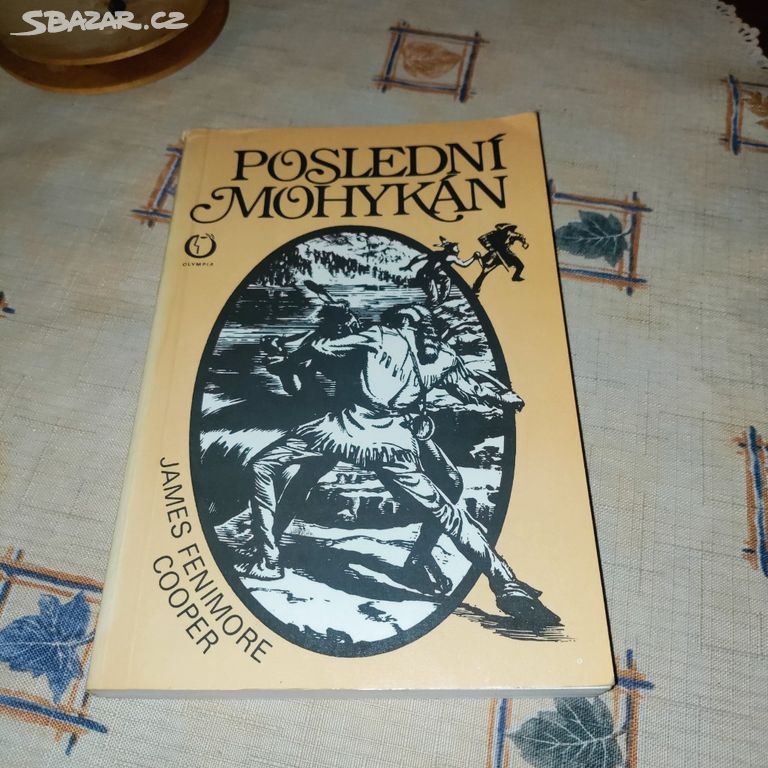 SBAZAR.CZ
POSLEDNÍ
MOHYKÁN
OLYMPIA
JAMES FENIMORE
COOPER